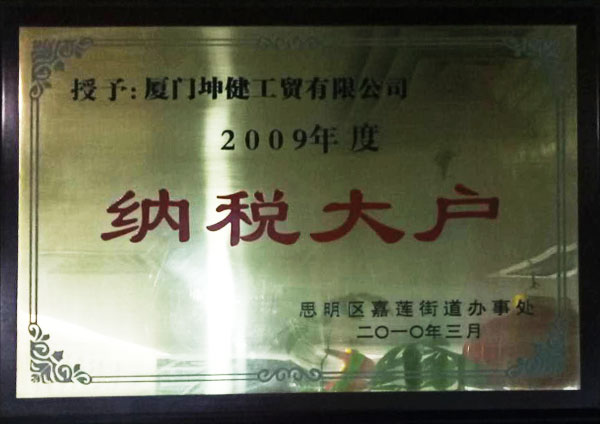 授予:厦门坤健工贸有限公司
2009年度
纳税大户
思明区嘉莲街道办事处
二〇一〇年三月